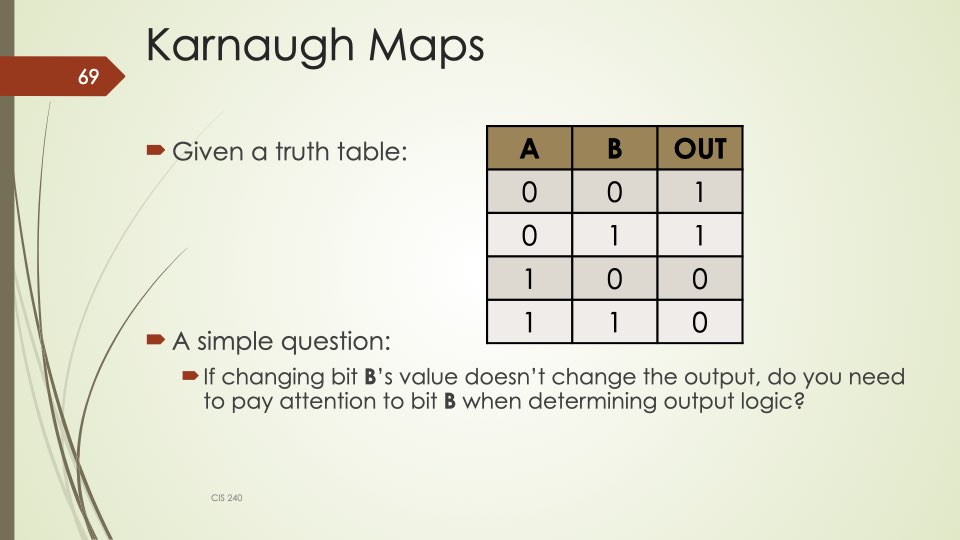 Karnaugh Maps
69
Given a truth table:
A B OUT
0 0 1
0 1 1
1 0 0
1 1 0
A simple question:
If changing bit B’s value doesn’t change the output, do you need
to pay attention to bit B when determining output logic?
CIS 240